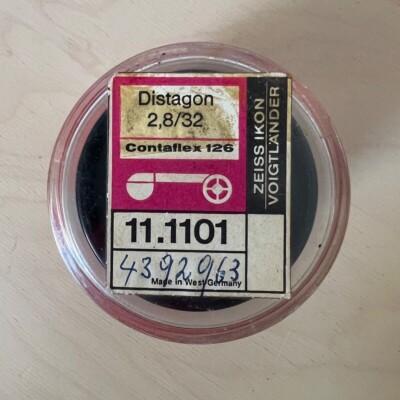 Distagon
2,8/32
Contaflex 126
ZEISS IKON
VOIGTLÄNDER
11.1101
4392963
Made in West Germany